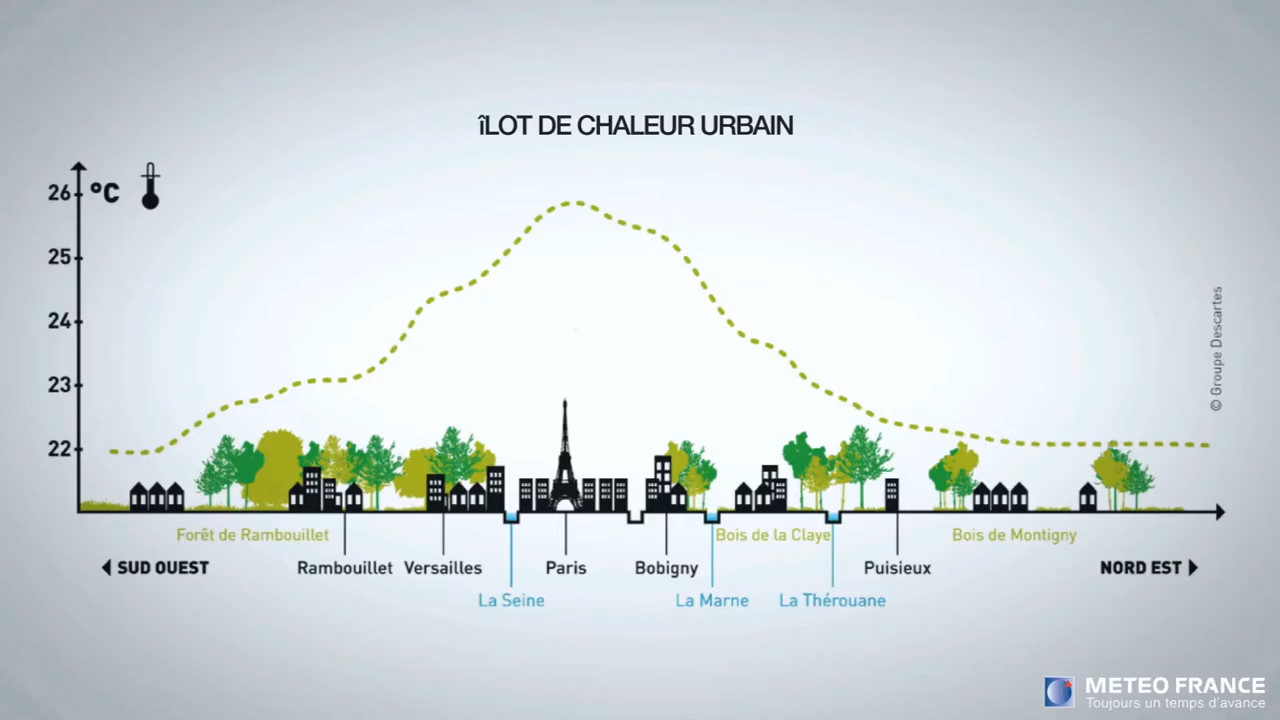 îLOT DE CHALEUR URBAIN
°C
26
25
24
23
22
© Groupe Descartes
Forêt de Rambouillet
Bois de la Claye
Bois de Montigny
SUD OUEST
Rambouillet
Versailles
Paris
Bobigny
Puisieux
NORD EST
La Seine
La Marne
La Thérouane
METEO FRANCE
Toujours un temps d'avance